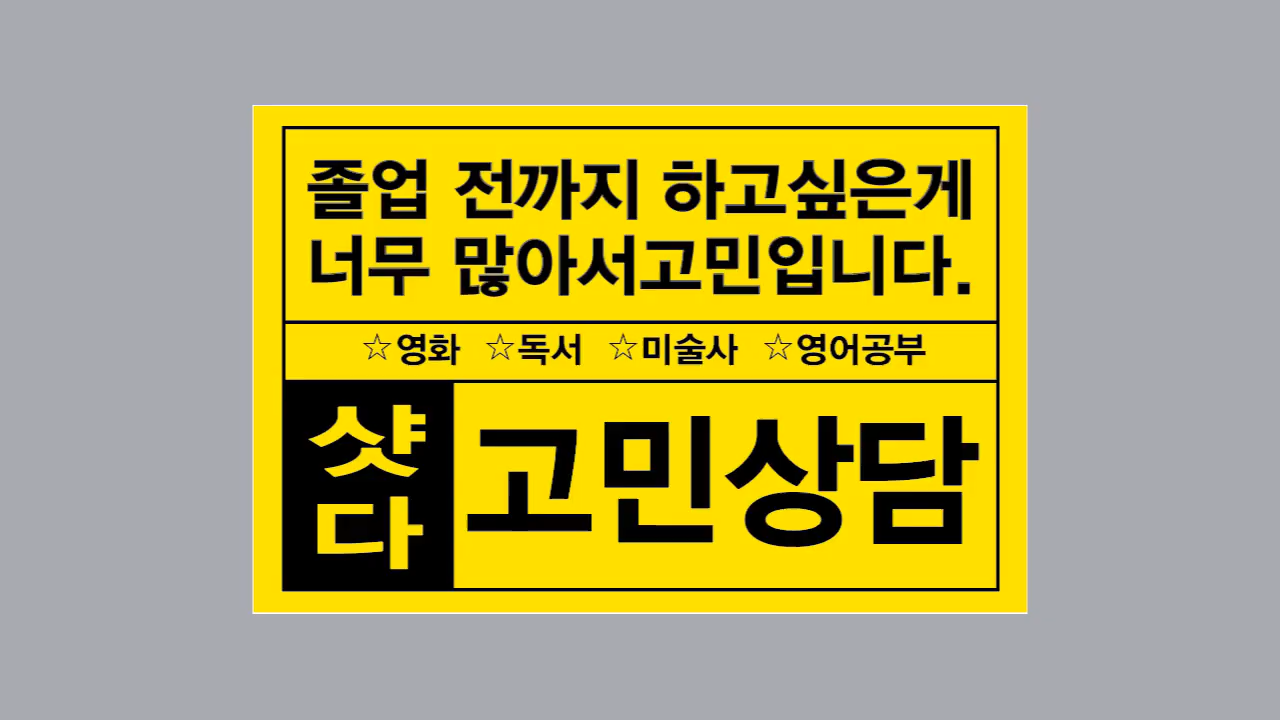 졸업 전까지 하고싶은게
너무 많아서고민입니다.
☆영화 ☆독서 ☆미술사 ☆영어공부
샷다
고민상담